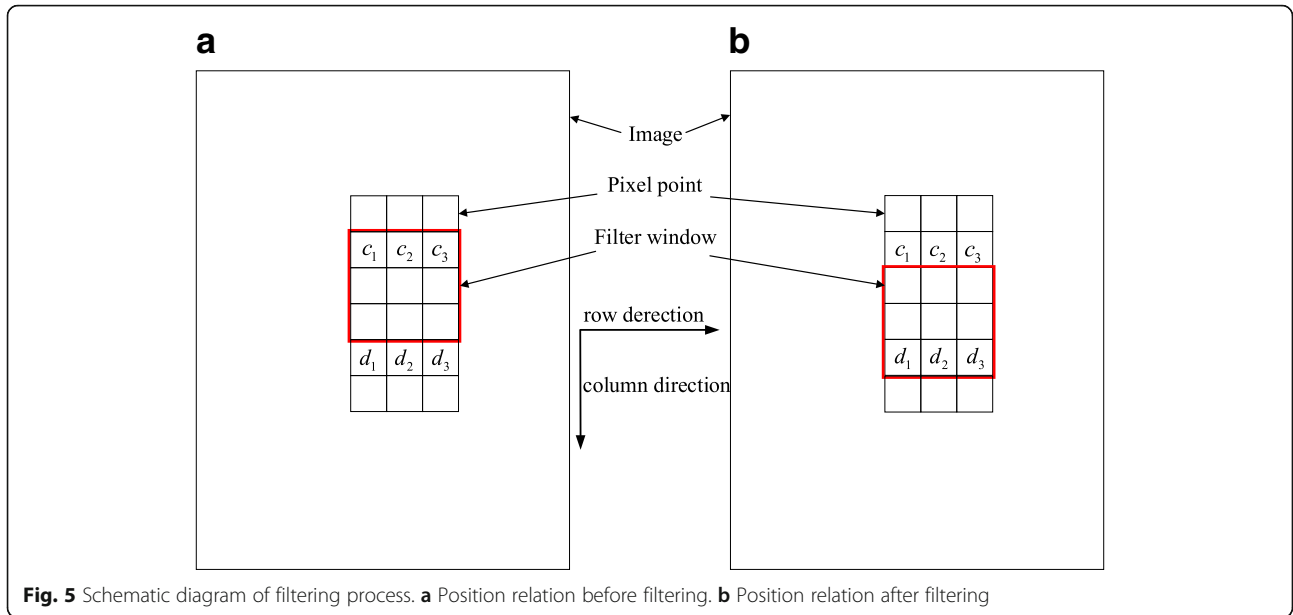 a
b
Image
Pixel point
Filter window
c1 c2 c3
c1 c2 c3
row derection
d1 d2 d3
d1 d2 d3
column direction
Fig. 5 Schematic diagram of filtering process. a Position relation before filtering. b Position relation after filtering